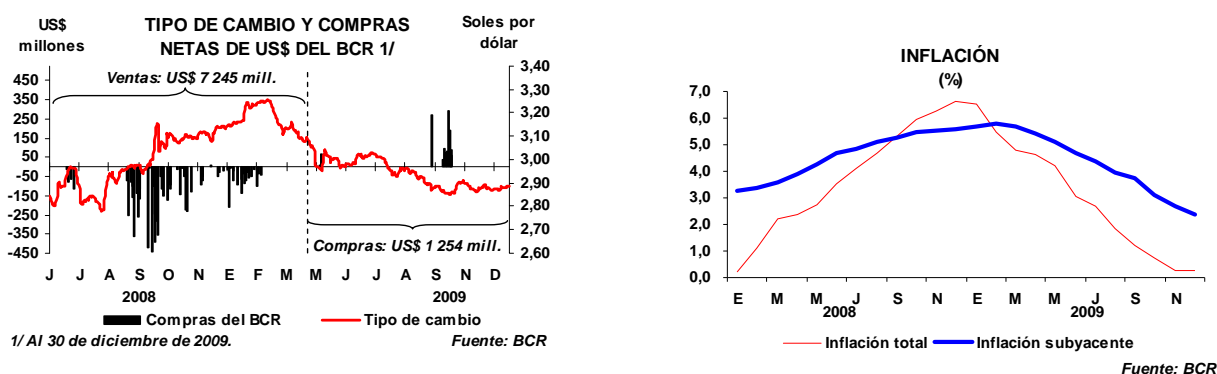 US$
millones
TIPO DE CAMBIO Y COMPRAS
NETAS DE US$ DEL BCR 1/
Soles por
dólar
Ventas: US$ 7 245 mill.
450
350
250
150
50
-50
-150
-250
-350
-450
3,40
3,30
3,20
3,10
3,00
2,90
2,80
2,70
2,60
Compras: US$ 1 254 mill.
J J A S O N D E F M M J J A S O N D
2008 2009
Compras del BCR Tipo de cambio
1/ Al 30 de diciembre de 2009. Fuente: BCR
INFLACIÓN
(%)
7,0
6,0
5,0
4,0
3,0
2,0
1,0
0,0
E M M J S N E M M J S N
2008 2009
Inflación total Inflación subyacente
Fuente: BCR